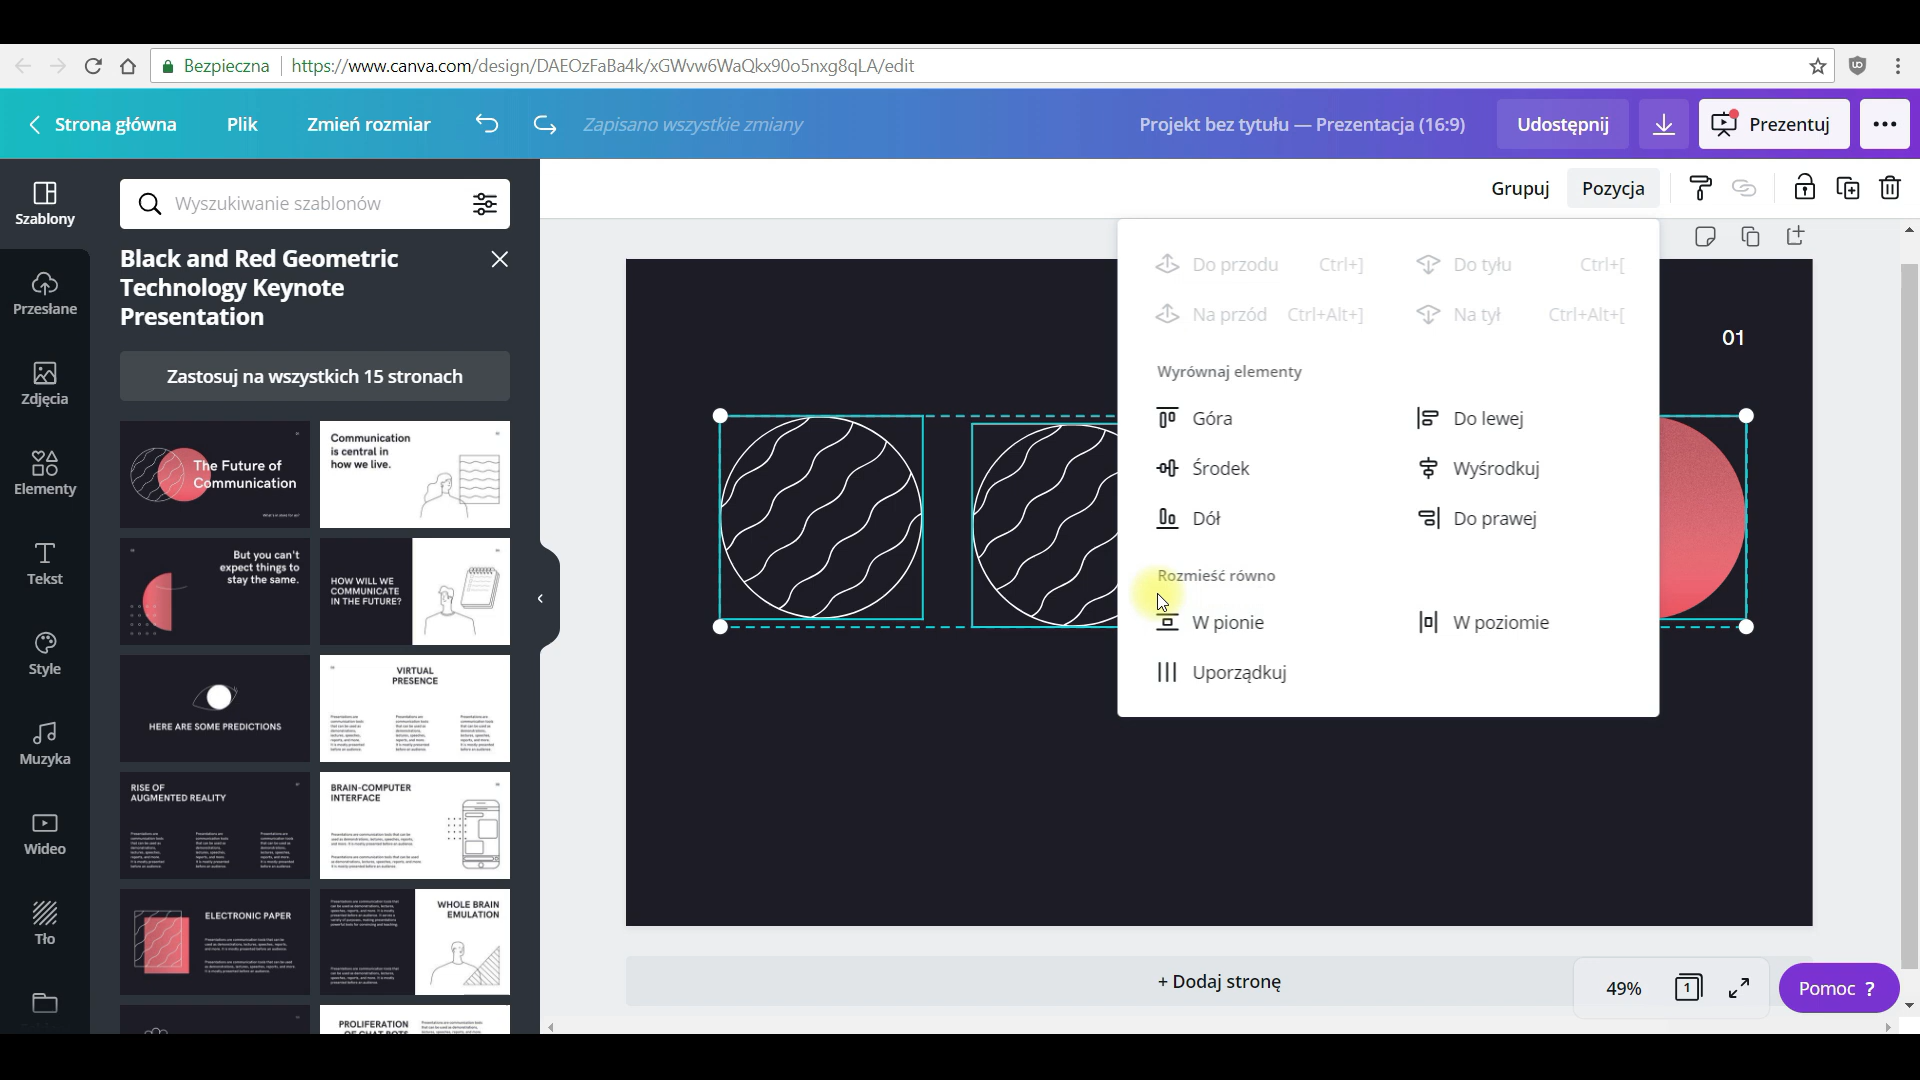 Bezpieczna
https://www.canva.com/design/DAEOzFaBa4k/xGWvw6WaQkx90o5nxg8qLA/edit
Strona główna
Plik
Zmień rozmiar
Zapisano wszystkie zmiany
Projekt bez tytułu — Prezentacja (16:9)
Udostępnij
Prezentuj
Grupuj
Pozycja
Szablony
Przesłane
Zdjęcia
Elementy
Tekst
Style
Muzyka
Wideo
Tło
Wyszukiwanie szablonów
Black and Red Geometric
Technology Keynote
Presentation
Zastosuj na wszystkich 15 stronach
The Future of
Communication
Communication
is central in
how we live.
But you can't
expect things to
stay the same.
HOW WILL WE
COMMUNICATE
IN THE FUTURE?
HERE ARE SOME PREDICTIONS
VIRTUAL
PRESENCE
RISE OF
AUGMENTED REALITY
BRAIN-COMPUTER
INTERFACE
ELECTRONIC PAPER
WHOLE BRAIN
EMULATION
PROLIFERATION
OF CHAT BOTS
Do przodu Ctrl+]
Do tyłu Ctrl+[
Na przód Ctrl+Alt+]
Na tył Ctrl+Alt+[
Wyrównaj elementy
Góra
Do lewej
Środek
Wyśrodkuj
Dół
Do prawej
Rozmieść równo
W pionie
W poziomie
Uporządkuj
01
+ Dodaj stronę
49%
1
Pomoc ?